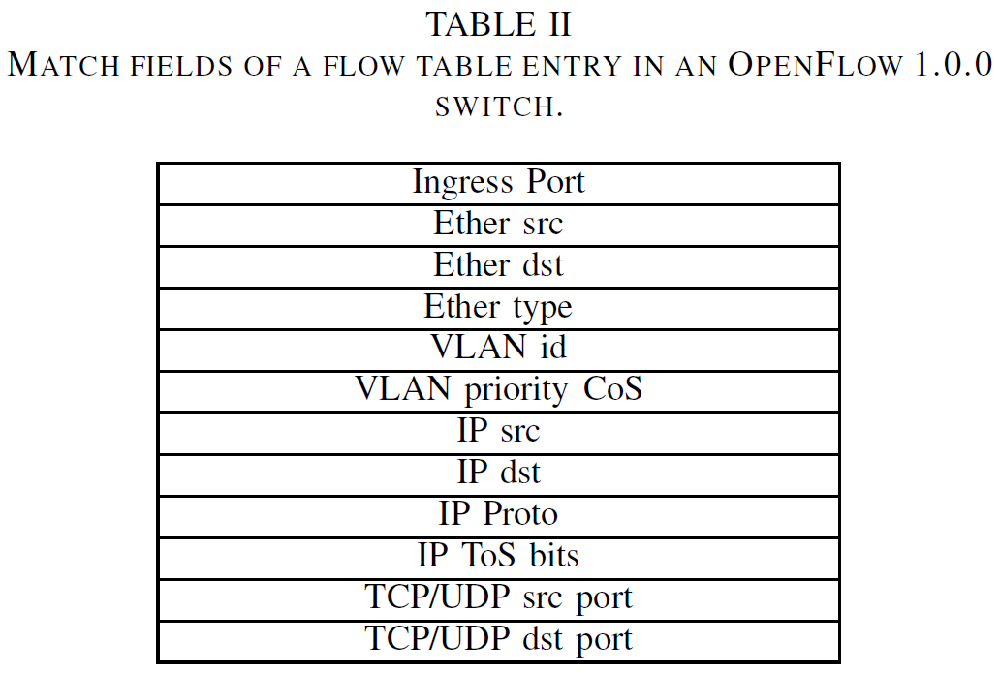 TABLE II
MATCH FIELDS OF A FLOW TABLE ENTRY IN AN OPENFLOW 1.0.0
SWITCH.
Ingress Port
Ether src
Ether dst
Ether type
VLAN id
VLAN priority CoS
IP src
IP dst
IP Proto
IP ToS bits
TCP/UDP src port
TCP/UDP dst port